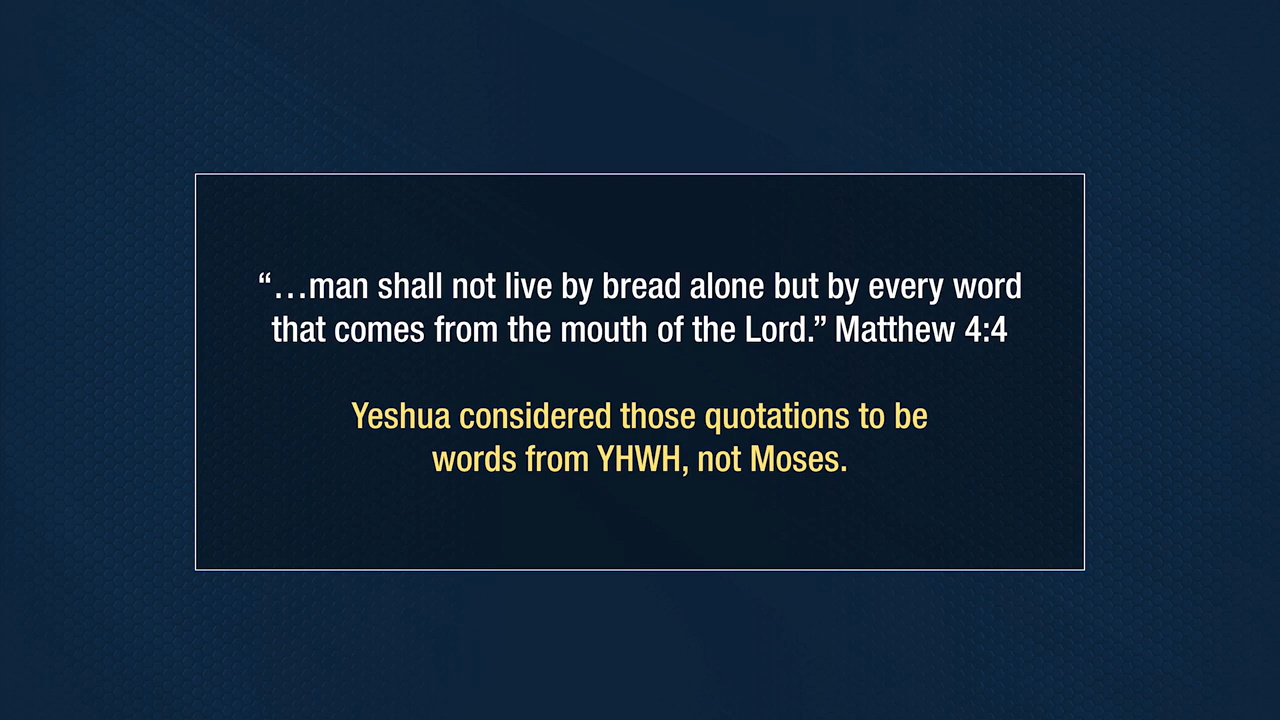 “…man shall not live by bread alone but by every word
that comes from the mouth of the Lord.” Matthew 4:4
Yeshua considered those quotations to be
words from YHWH, not Moses.